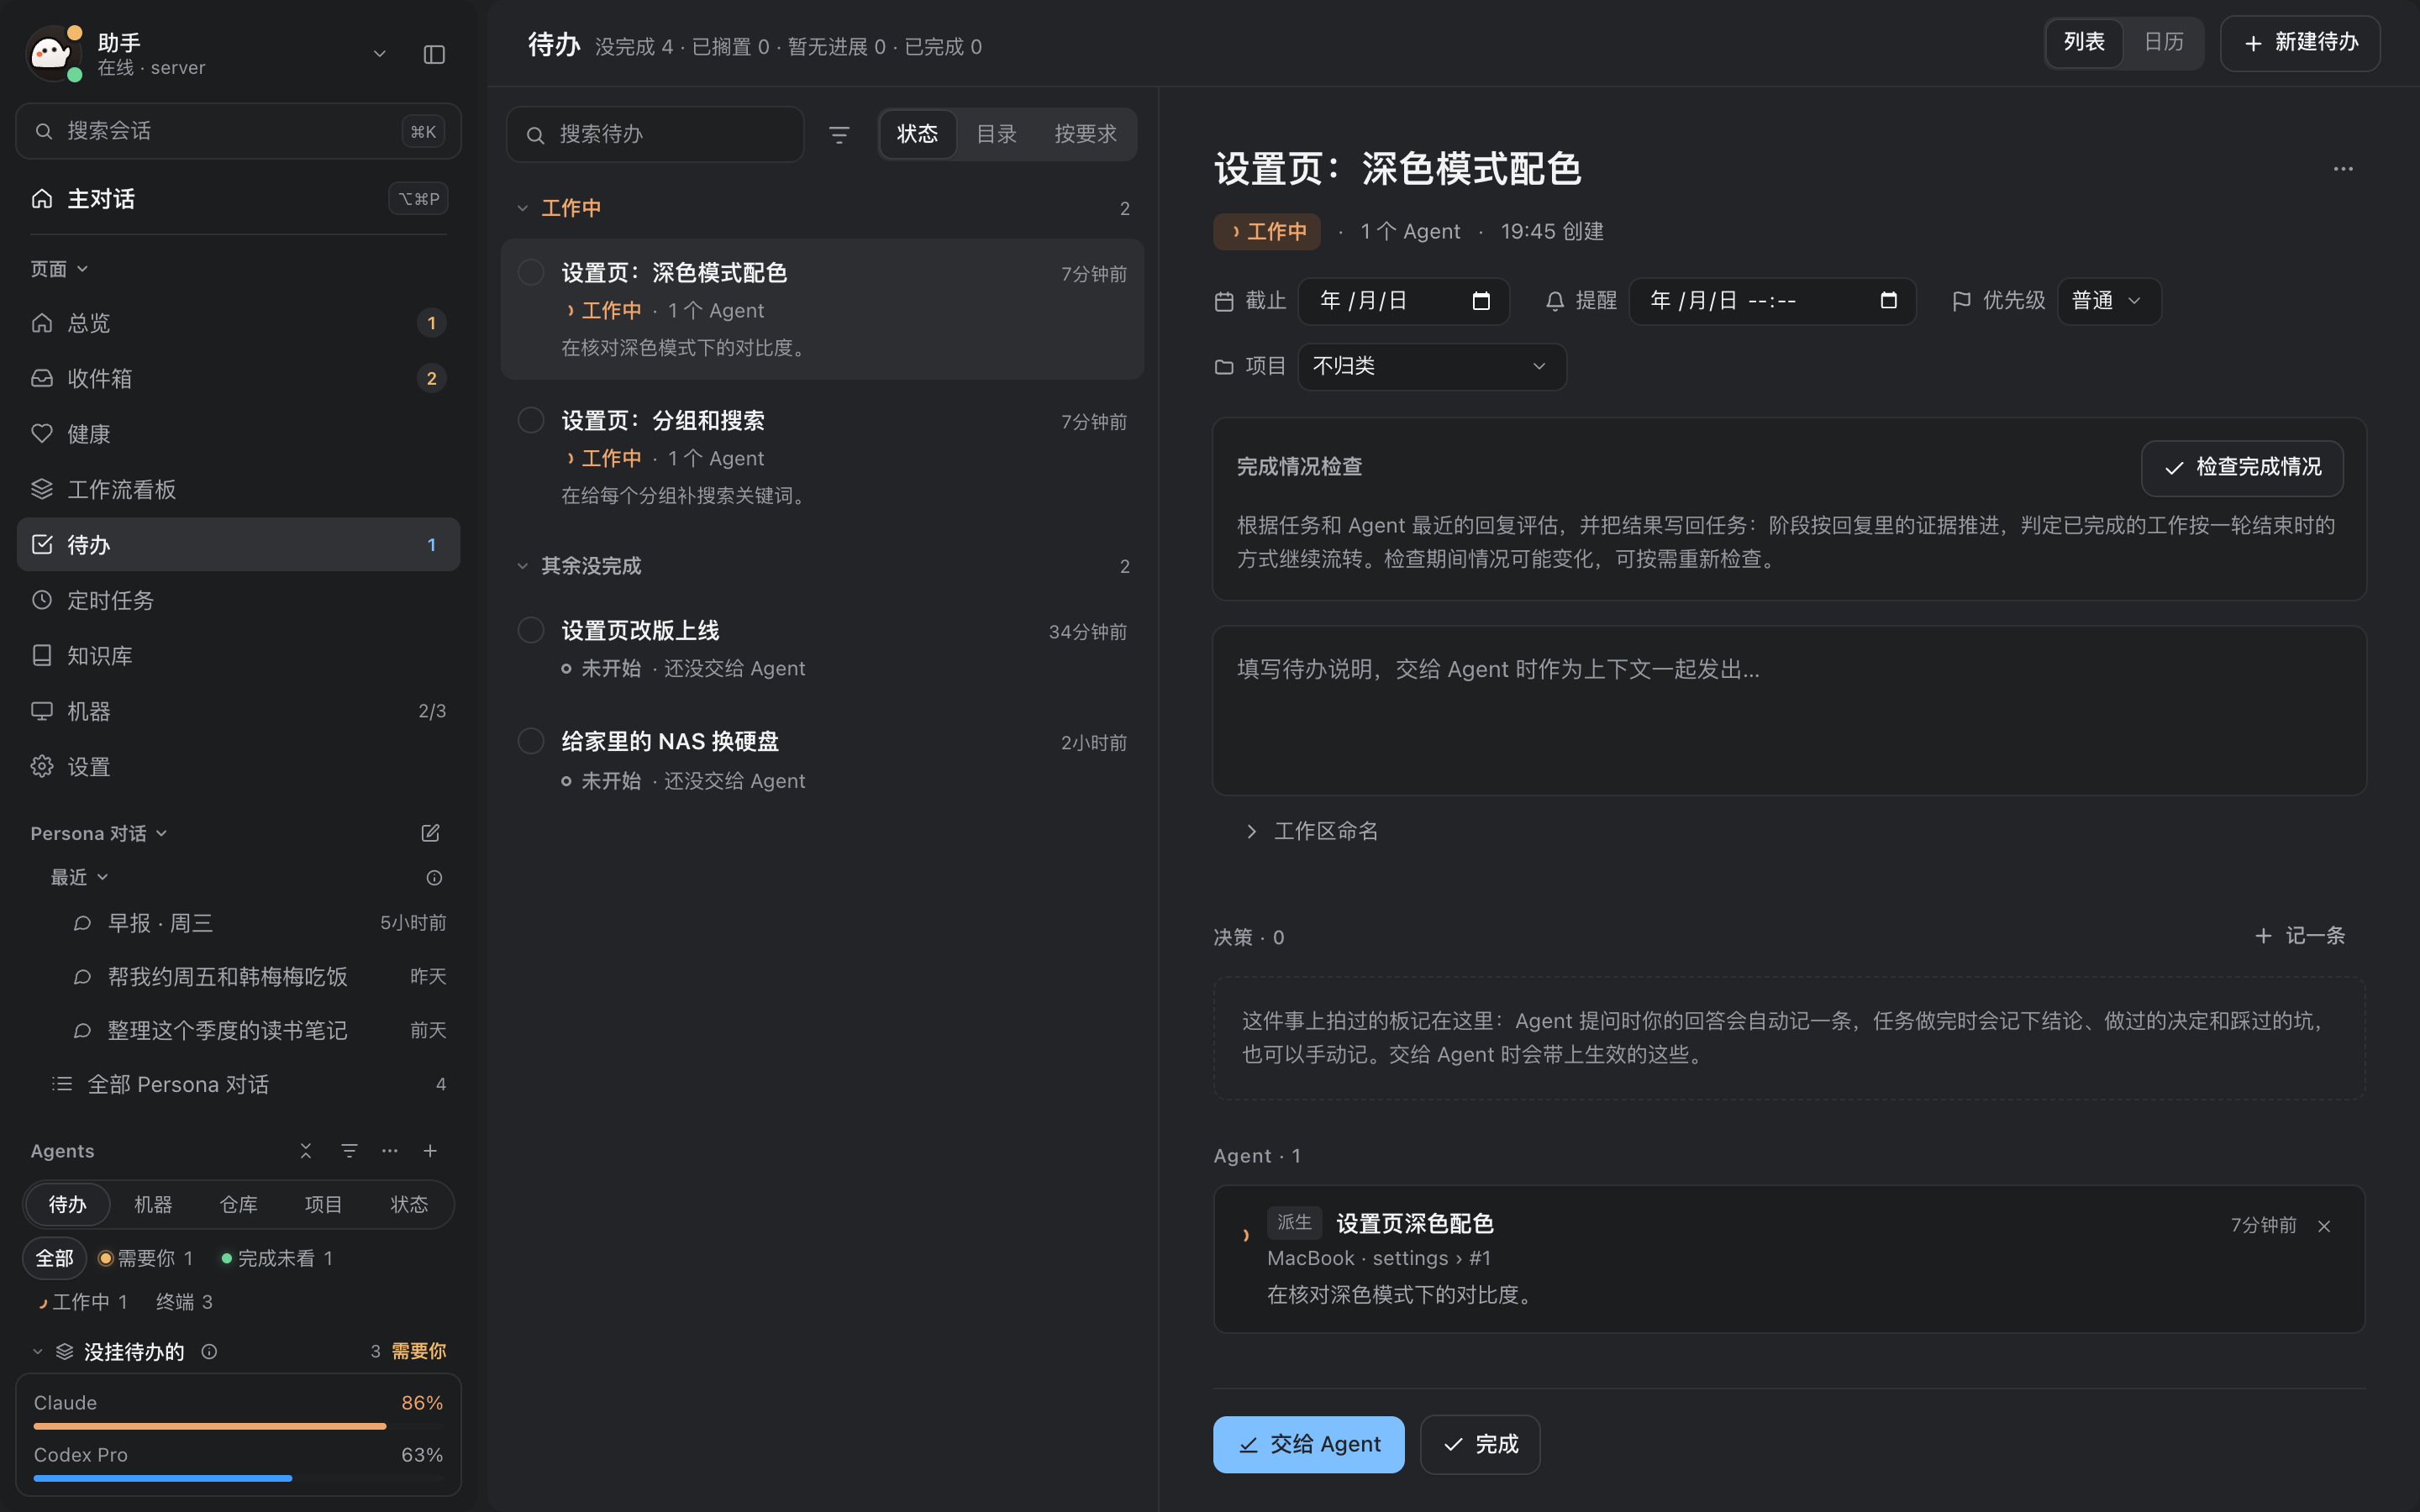 助手
在线 · server
搜索会话 ⌘K
主对话 ⌥⌘P
页面
总览 1
收件箱 2
健康
工作流看板
待办 1
定时任务
知识库
机器 2/3
设置
Persona 对话
最近
早报 · 周三 5小时前
帮我约周五和韩梅梅吃饭 昨天
整理这个季度的读书笔记 前天
全部 Persona 对话 4
Agents
待办 机器 仓库 项目 状态
全部 需要你 1 完成未看 1
工作中 1 终端 3
没挂待办的 3 需要你
Claude 86%
Codex Pro 63%
待办 没完成 4 · 已搁置 0 · 暂无进展 0 · 已完成 0
列表 日历 新建待办
搜索待办 状态 目录 按要求
工作中 2
设置页：深色模式配色 7分钟前
工作中 · 1 个 Agent
在核对深色模式下的对比度。
设置页：分组和搜索 7分钟前
工作中 · 1 个 Agent
在给每个分组补搜索关键词。
其余没完成 2
设置页改版上线 34分钟前
未开始 · 还没交给 Agent
给家里的 NAS 换硬盘 2小时前
未开始 · 还没交给 Agent
设置页：深色模式配色
工作中 · 1 个 Agent · 19:45 创建
截止 年 /月/日 提醒 年 /月/日 --:-- 优先级 普通
项目 不归类
完成情况检查 检查完成情况
根据任务和 Agent 最近的回复评估，并把结果写回任务：阶段按回复里的证据推进，判定已完成的工作按一轮结束时的
方式继续流转。检查期间情况可能变化，可按需重新检查。
填写待办说明，交给 Agent 时作为上下文一起发出...
工作区命名
决策 · 0 记一条
这件事上拍过的板记在这里：Agent 提问时你的回答会自动记一条，任务做完时会记下结论、做过的决定和踩过的坑，
也可以手动记。交给 Agent 时会带上生效的这些。
Agent · 1
派生 设置页深色配色 7分钟前
MacBook · settings › #1
在核对深色模式下的对比度。
交给 Agent 完成